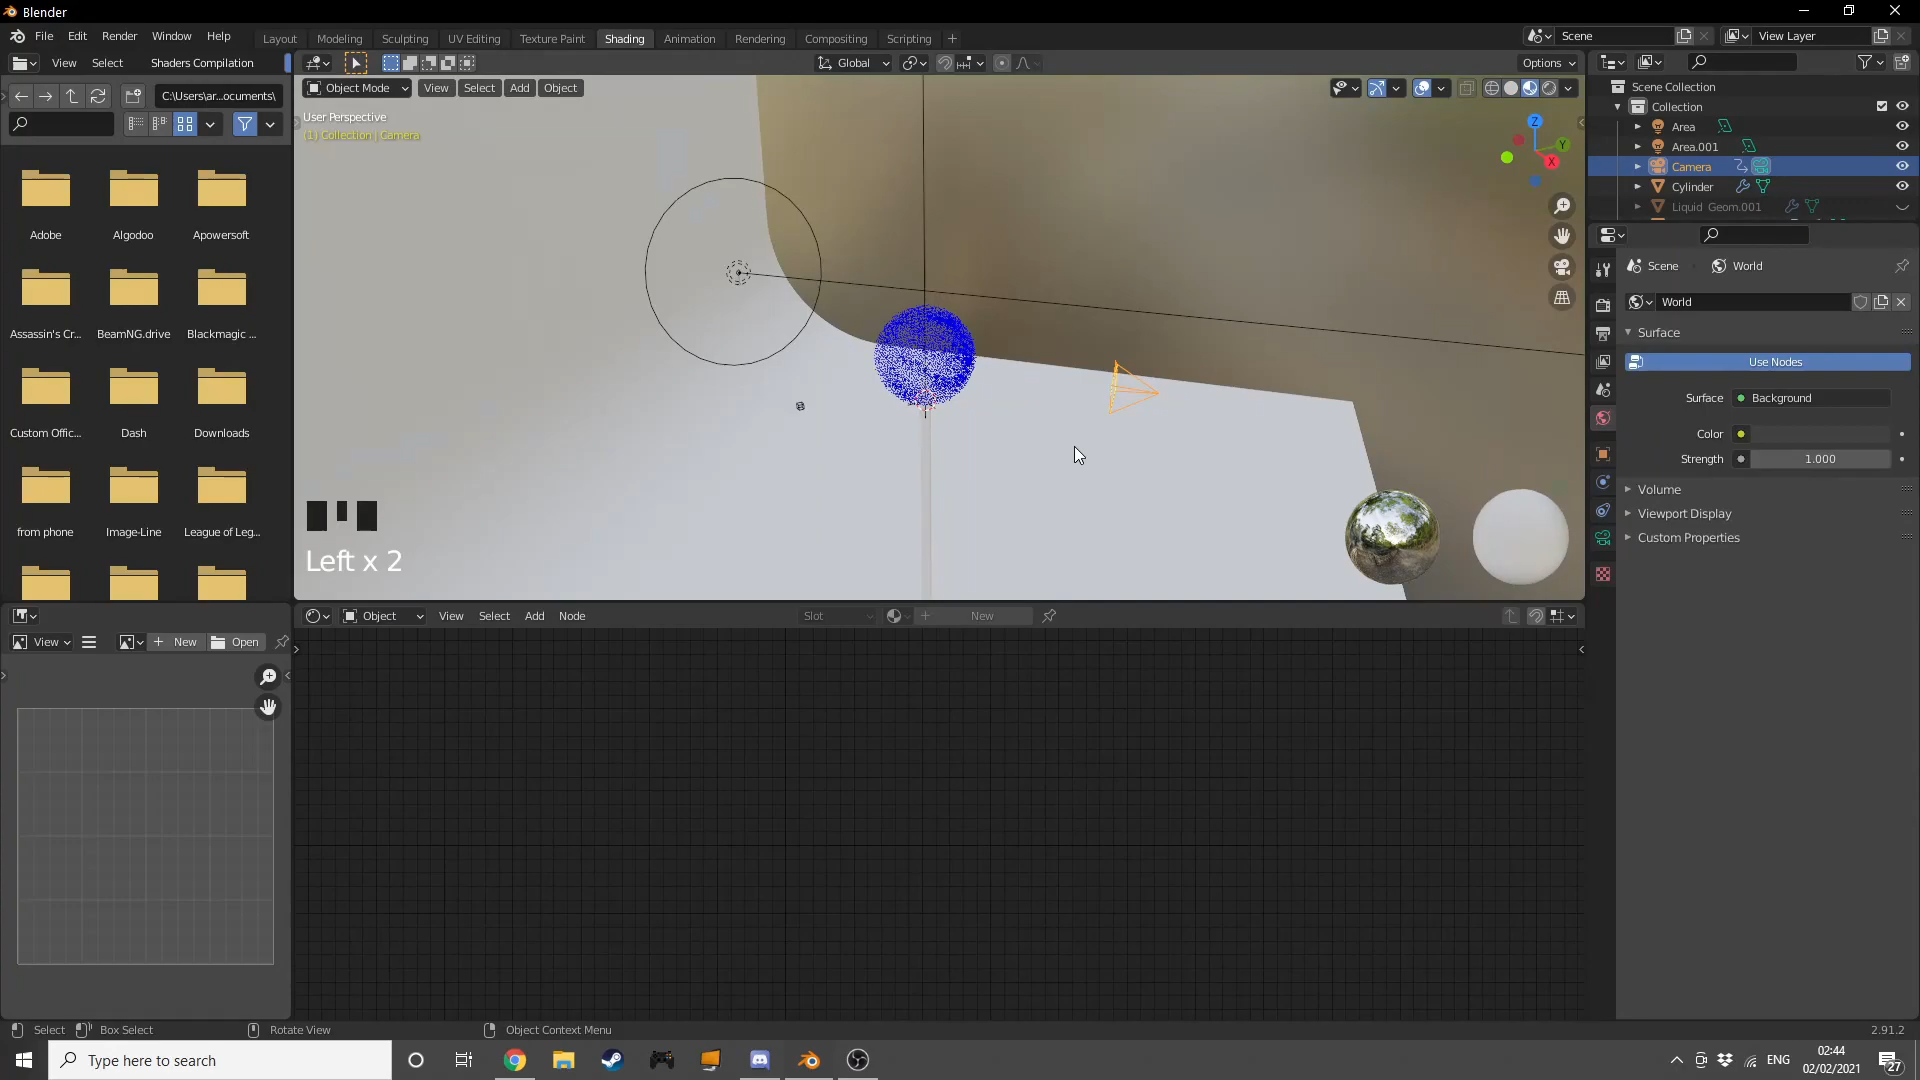 Blender
File Edit Render Window Help
Layout Modeling Sculpting UV Editing Texture Paint Shading Animation Rendering Compositing Scripting
Scene
View Layer
View Select Shaders Compilation
Global
Options
C:\Users\ar...ocuments\
Object Mode View Select Add Object
User Perspective
(1) Collection | Camera
Z
Y
X
Scene Collection
Collection
Area
Area.001
Camera
Cylinder
Liquid Geom.001
Adobe Algodoo Apowersoft
Assassin's Cr... BeamNG.drive Blackmagic ...
Custom Offic... Dash Downloads
from phone Image-Line League of Leg...
Left x 2
Scene World
World
Surface
Use Nodes
Surface Background
Color
Strength 1.000
Volume
Viewport Display
Custom Properties
Object View Select Add Node
Slot
New
View
New
Open
Select Box Select Rotate View Object Context Menu
2.91.2
Type here to search
ENG
02:44
02/02/2021
27